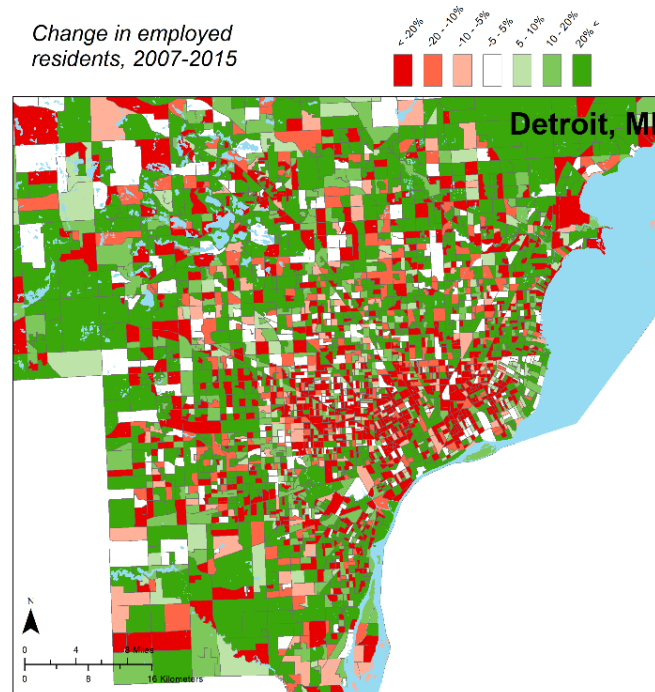 Change in employed
residents, 2007-2015
< -20%
-20 - -10%
-10 - -5%
-5 - 5%
5 - 10%
10 - 20%
20% <
Detroit, MI
N
0 4 8 Miles
0 8 16 Kilometers